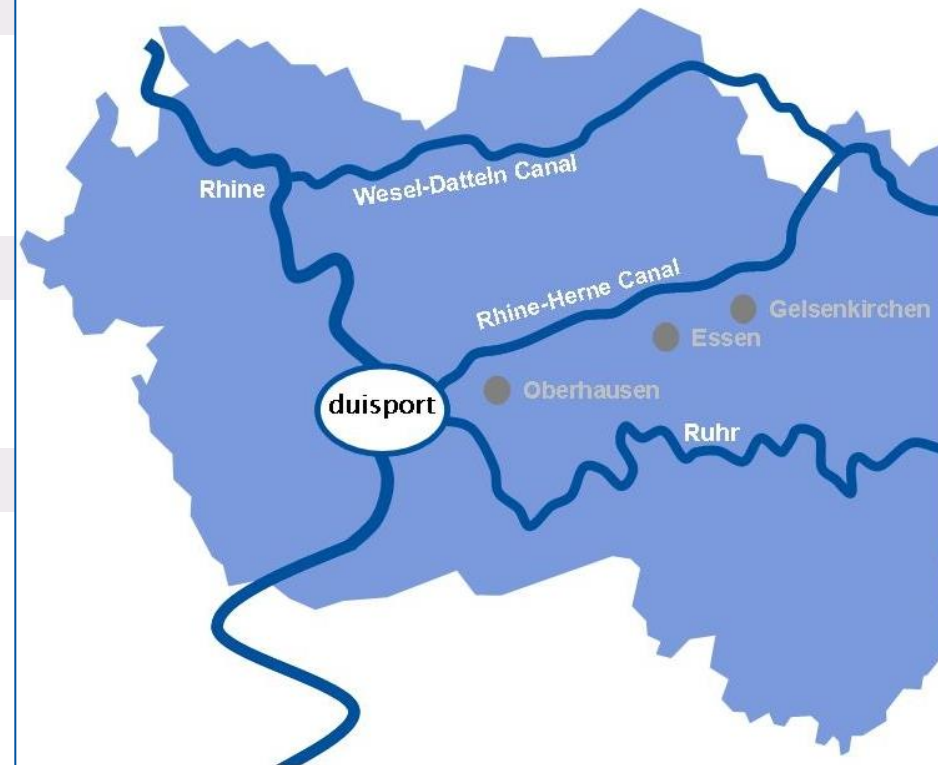 Rhine
Wesel-Datteln Canal
Rhine-Herne Canal
Gelsenkirchen
Essen
Oberhausen
duisport
Ruhr